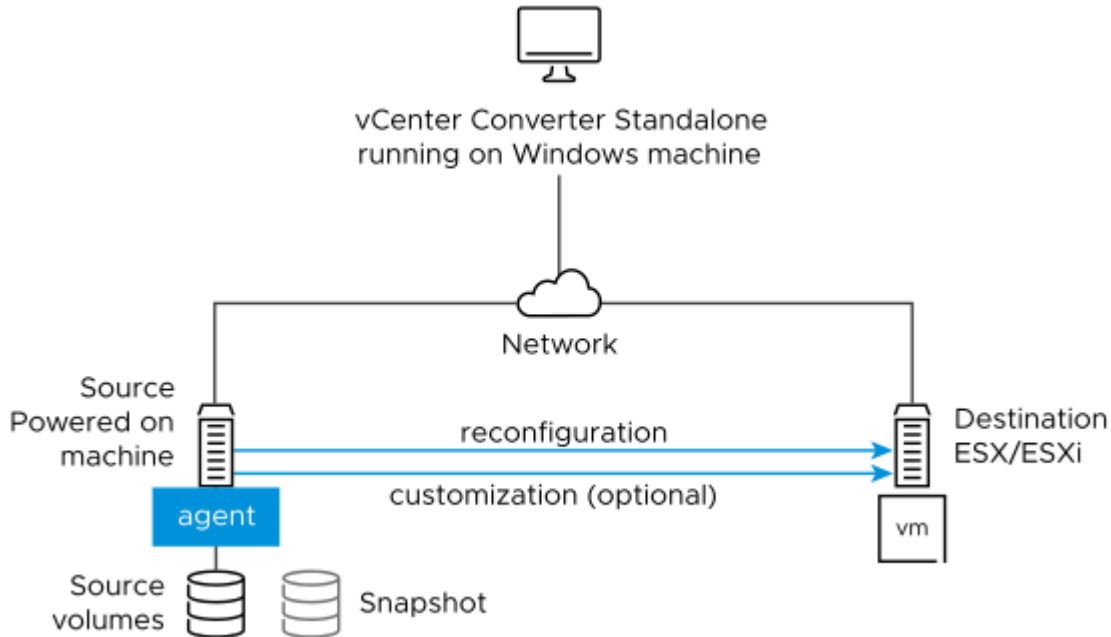 vCenter Converter Standalone
running on Windows machine
Network
Source
Powered on
machine
reconfiguration
customization (optional)
Destination
ESX/ESXi
agent
vm
Source
volumes
Snapshot